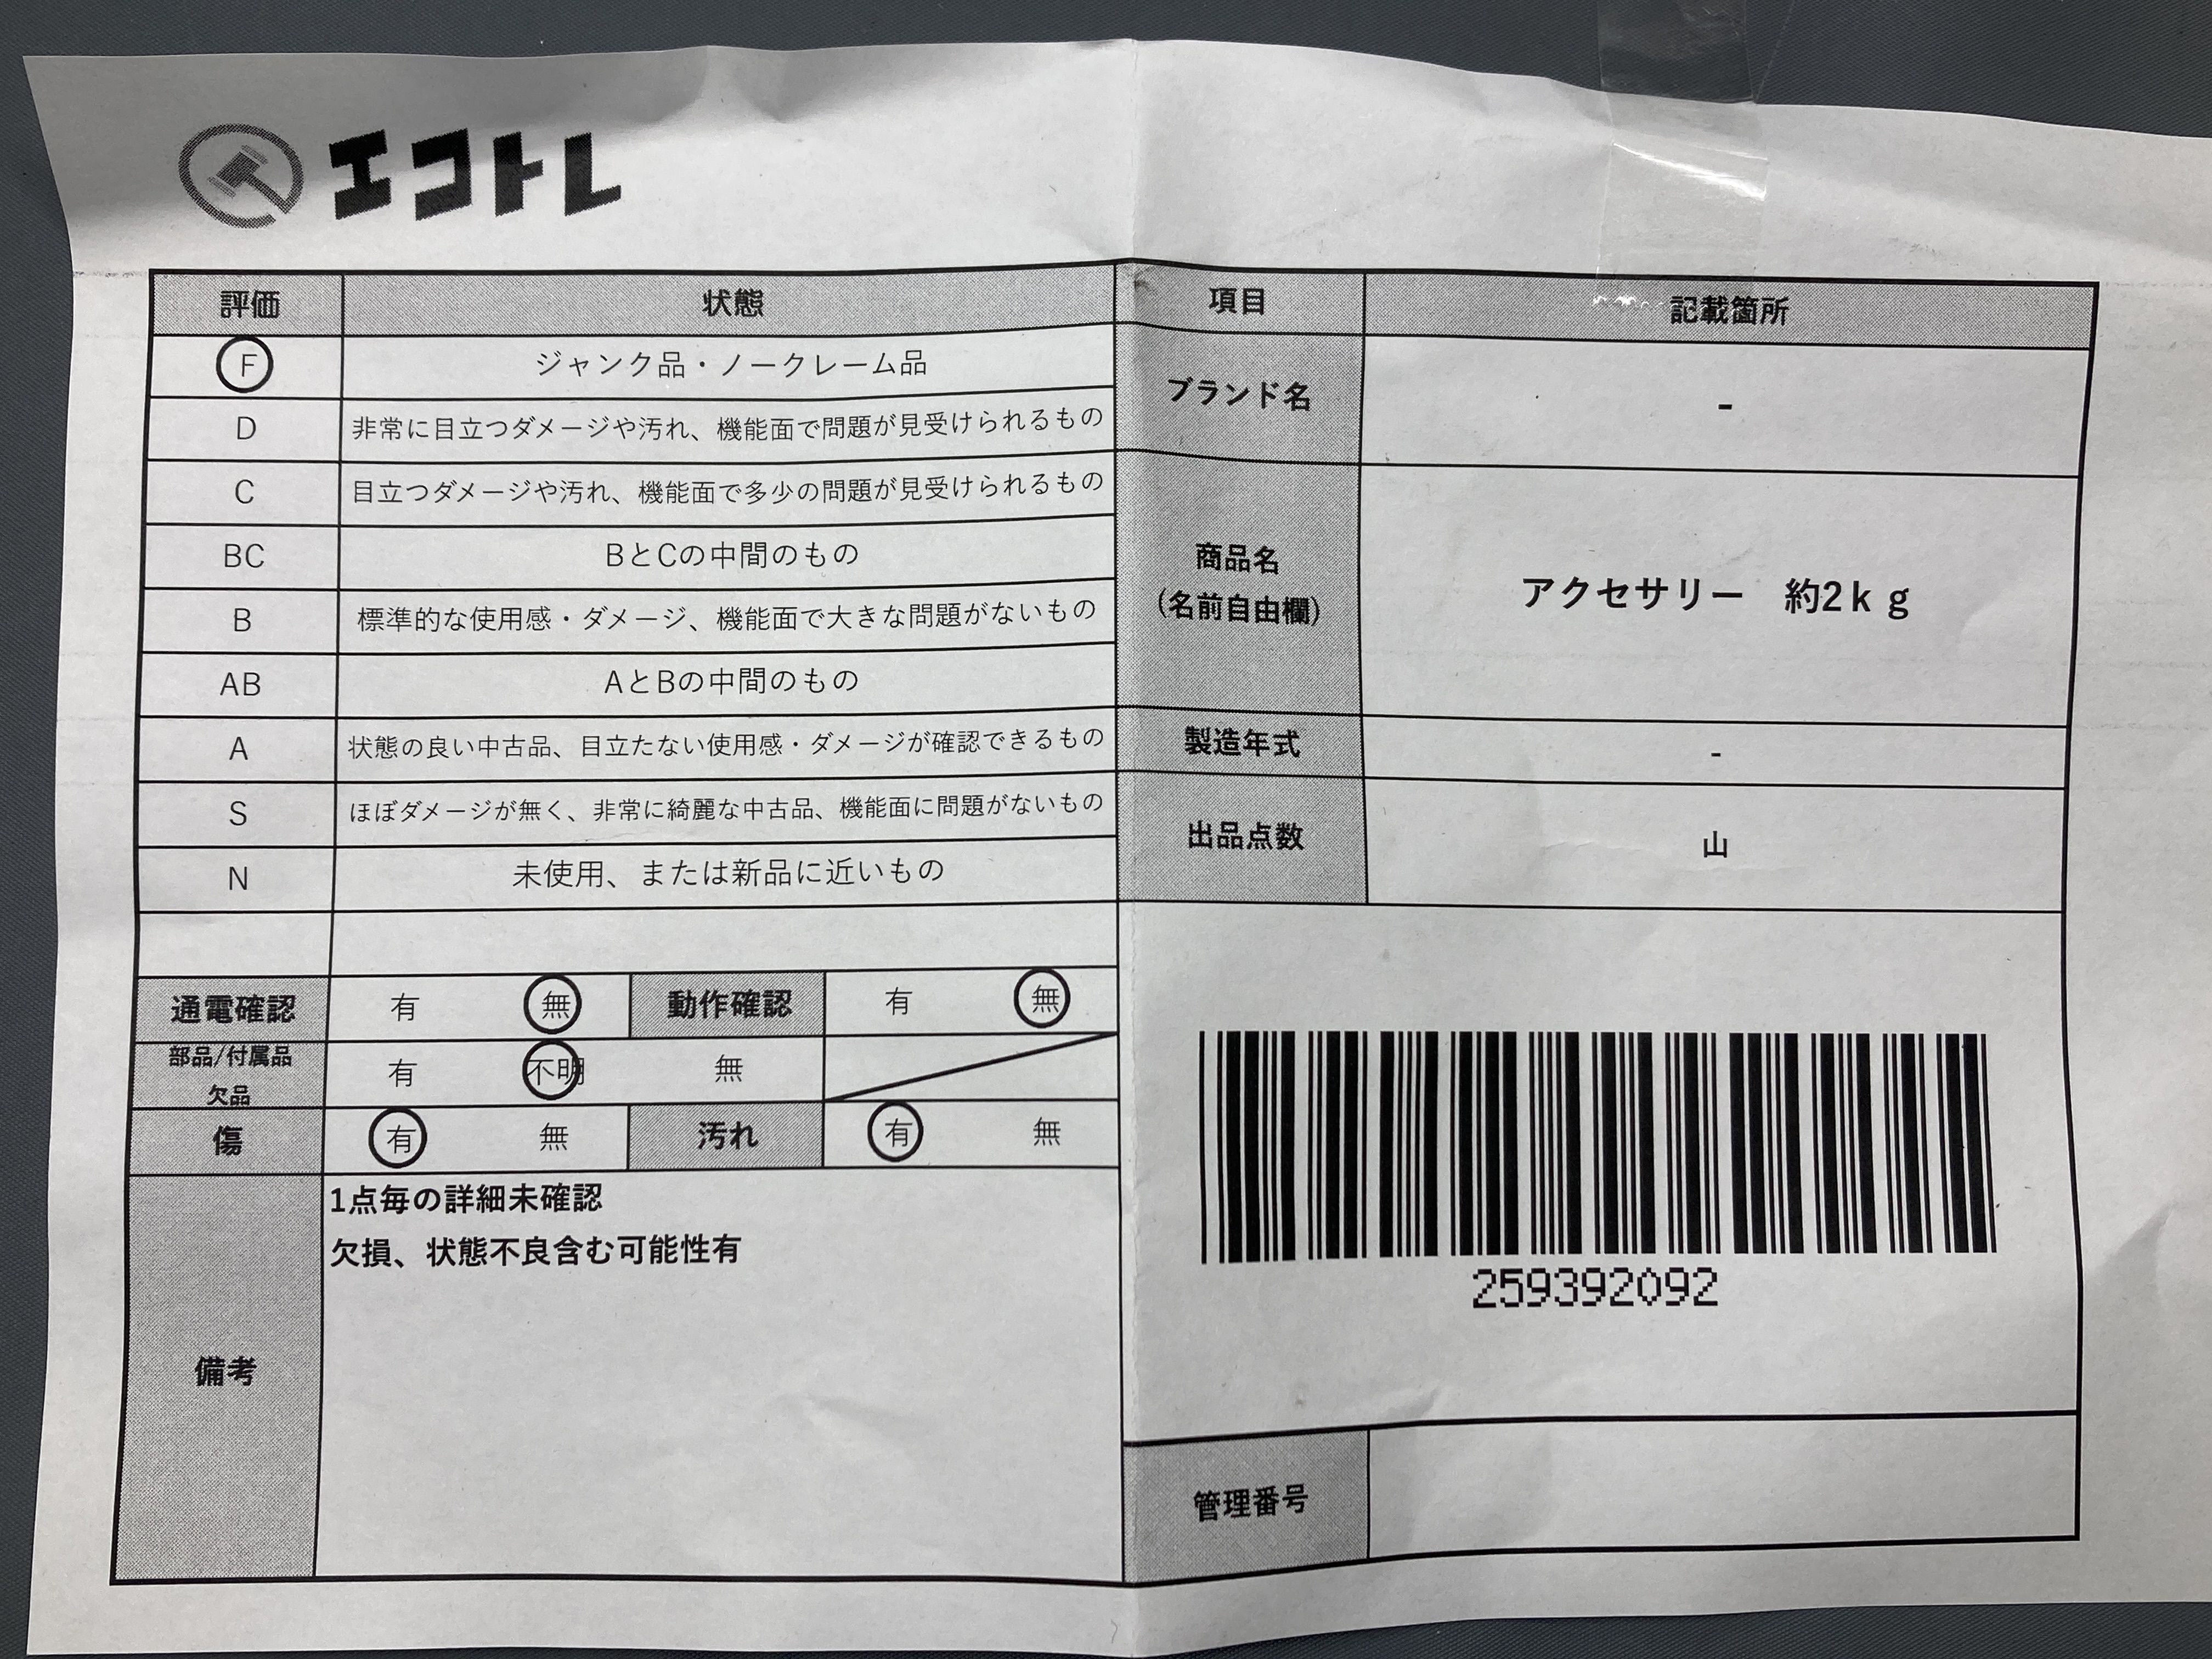 エコトレ
評価 状態
F ジャンク品・ノークレーム品
D 非常に目立つダメージや汚れ、機能面で問題が見受けられるもの
C 目立つダメージや汚れ、機能面で多少の問題が見受けられるもの
BC BとCの中間のもの
B 標準的な使用感・ダメージ、機能面で大きな問題がないもの
AB AとBの中間のもの
A 状態の良い中古品、目立たない使用感・ダメージが確認できるもの
S ほぼダメージが無く、非常に綺麗な中古品、機能面に問題がないもの
N 未使用、または新品に近いもの
通電確認 有 無 動作確認 有 無
部品/付属品
欠品 有 不明 無
傷 有 無 汚れ 有 無
備考
1点毎の詳細未確認
欠損、状態不良含む可能性有
項目 記載箇所
ブランド名 -
商品名
(名前自由欄)
アクセサリー　約2ｋｇ
製造年式 -
出品点数 山
259392092
管理番号